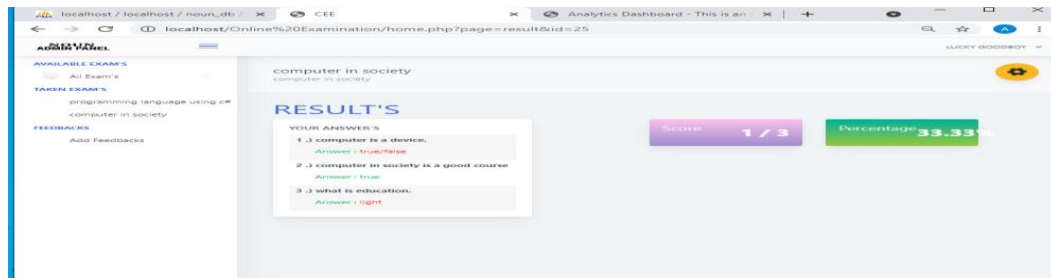 localhost / localhost / noun_db /
CEE
Analytics Dashboard - This is an
localhost/Online%20Examination/home.php?page=result&id=25
A
NOUN
ADMIN PANEL
LUCKY GOODBOY
AVAILABLE EXAM'S
All Exam's
TAKEN EXAM'S
programming language using c#
computer in society
FEEDBACKS
Add Feedbacks
computer in society
computer in society
RESULT'S
YOUR ANSWER'S
1 .) computer is a device.
Answer : true/false
2 .) computer in society is a good course
Answer : true
3 .) what is education.
Answer : light
Score
1 / 3
Percentage
33.33%